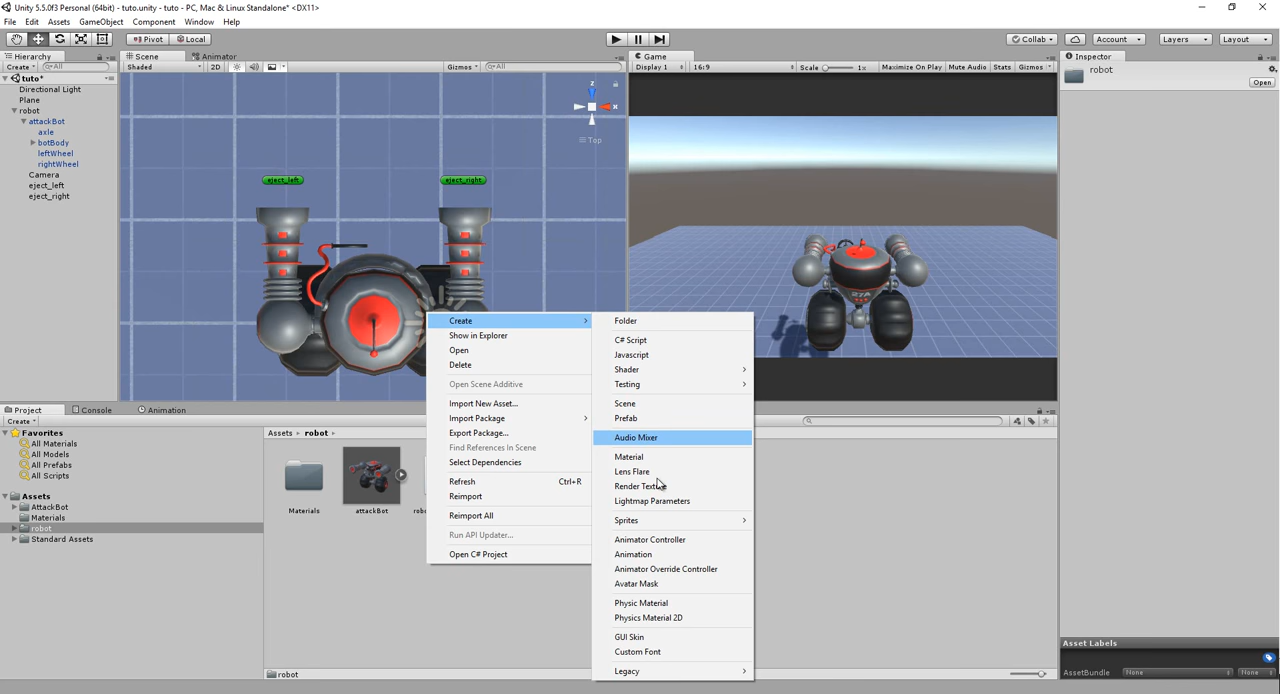 Unity 5.5.0f3 Personal (64bit) - tuto.unity - tuto - PC, Mac & Linux Standalone* <DX11>
File Edit Assets GameObject Component Window Help
Pivot Local Collab Account Layers Layout
Hierarchy Scene Animator Game Inspector
Create All Shaded 2D Gizmos All Display 1 16:9 Scale 1x Maximize On Play Mute Audio Stats Gizmos robot
tuto*
Open
Directional Light
Plane
robot
attackBot
axle
botBody
leftWheel
rightWheel
Camera
eject_left
eject_right
z
x
Top
eject_left eject_right
27A
Create
Show in Explorer
Open
Delete
Open Scene Additive
Import New Asset...
Import Package
Export Package...
Find References In Scene
Select Dependencies
Refresh Ctrl+R
Reimport
Reimport All
Run API Updater...
Open C# Project
Folder
C# Script
Javascript
Shader
Testing
Scene
Prefab
Audio Mixer
Material
Lens Flare
Render Texture
Lightmap Parameters
Sprites
Animator Controller
Animation
Animator Override Controller
Avatar Mask
Physic Material
Physics Material 2D
GUI Skin
Custom Font
Legacy
Project Console Animation
Create
Favorites
All Materials
All Models
All Prefabs
All Scripts
Assets
AttackBot
Materials
robot
Standard Assets
Assets robot
Materials attackBot
robot
Asset Labels
AssetBundle None None